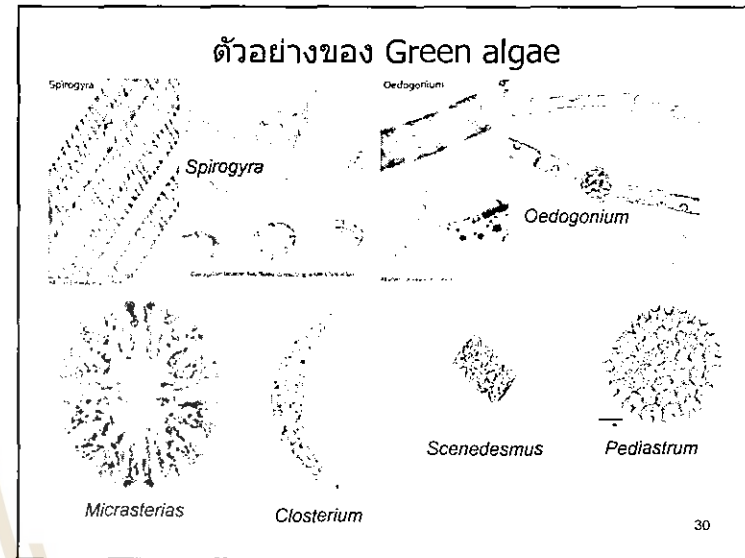 ตัวอย่างของ Green algae
Spirogyra
Oedogonium
Spirogyra
Oedogonium
Scenedesmus
Pediastrum
Micrasterias
Closterium
30